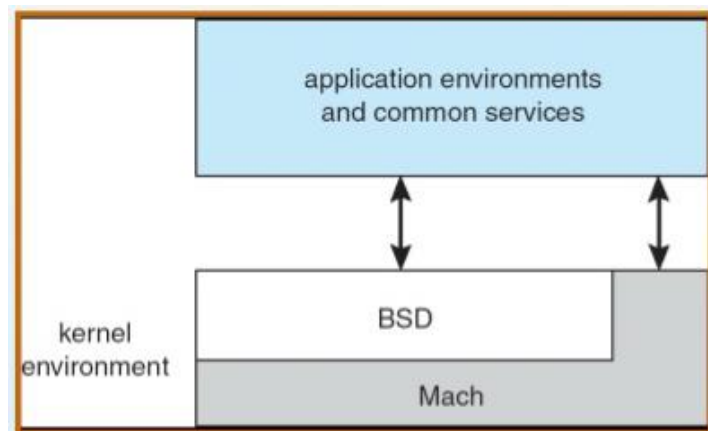 application environments
and common services
BSD
kernel
environment
Mach